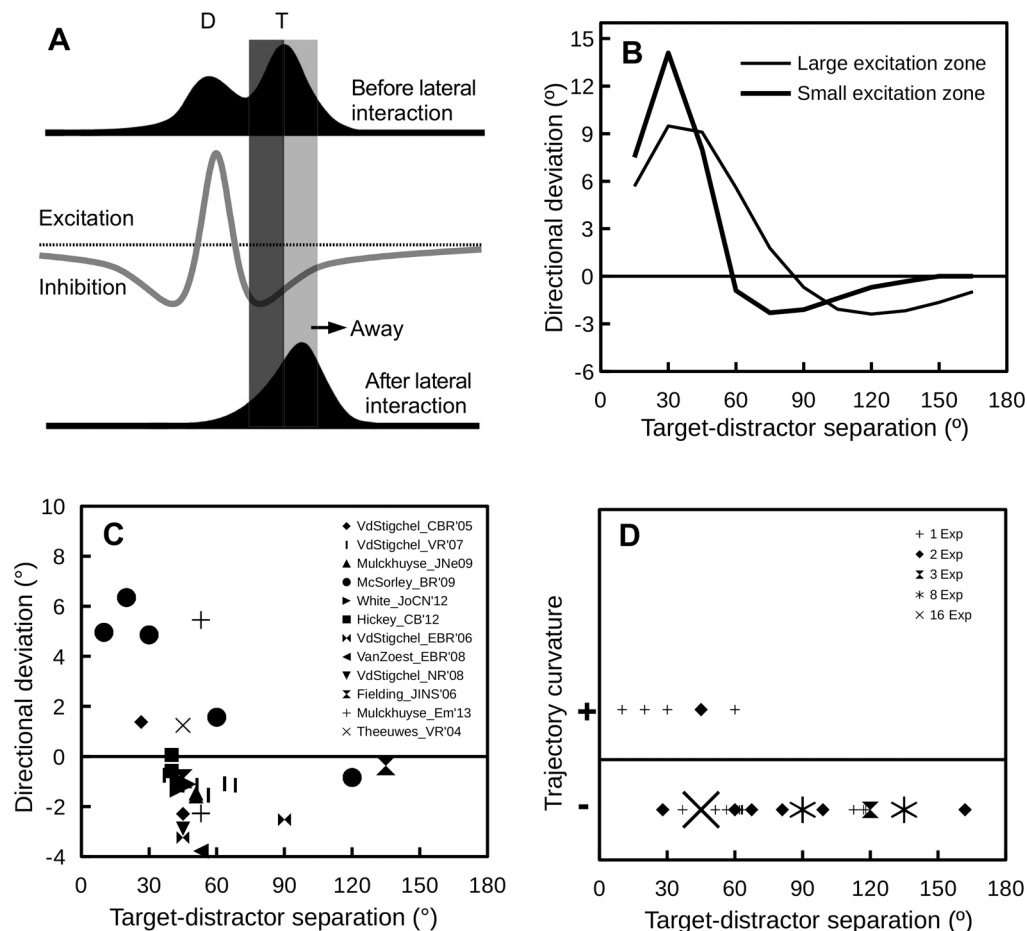 D T
A
Before lateral
interaction
Excitation
Inhibition
Away
After lateral
interaction
B
Large excitation zone
Small excitation zone
Directional deviation (º)
15
12
9
6
3
0
-3
-6
0 30 60 90 120 150 180
Target-distractor separation (º)
C
VdStigchel_CBR'05
VdStigchel_VR'07
Mulckhuyse_JNe09
McSorley_BR'09
White_JoCN'12
Hickey_CB'12
VdStigchel_EBR'06
VanZoest_EBR'08
VdStigchel_NR'08
Fielding_JINS'06
Mulckhuyse_Em'13
Theeuwes_VR'04
Directional deviation (°)
10
8
6
4
2
0
-2
-4
0 30 60 90 120 150 180
Target-distractor separation (°)
D
1 Exp
2 Exp
3 Exp
8 Exp
16 Exp
Trajectory curvature
+
-
0 30 60 90 120 150 180
Target-distractor separation (º)